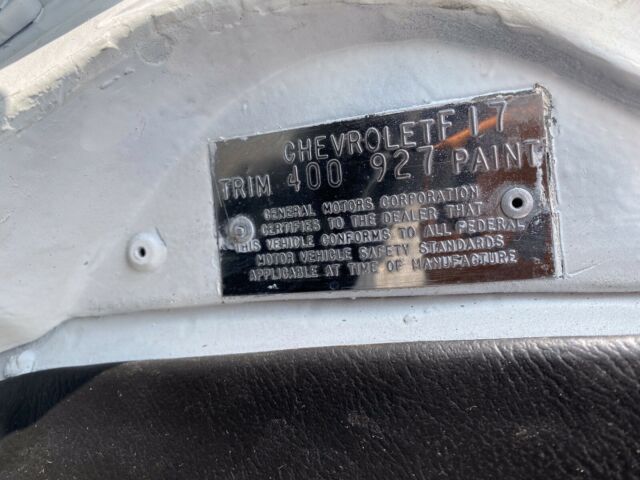 CHEVROLET F17
TRIM 400 927 PAINT
GENERAL MOTORS CORPORATION
CERTIFIES TO THE DEALER THAT
THIS VEHICLE CONFORMS TO ALL FEDERAL
MOTOR VEHICLE SAFETY STANDARDS
APPLICABLE AT TIME OF MANUFACTURE